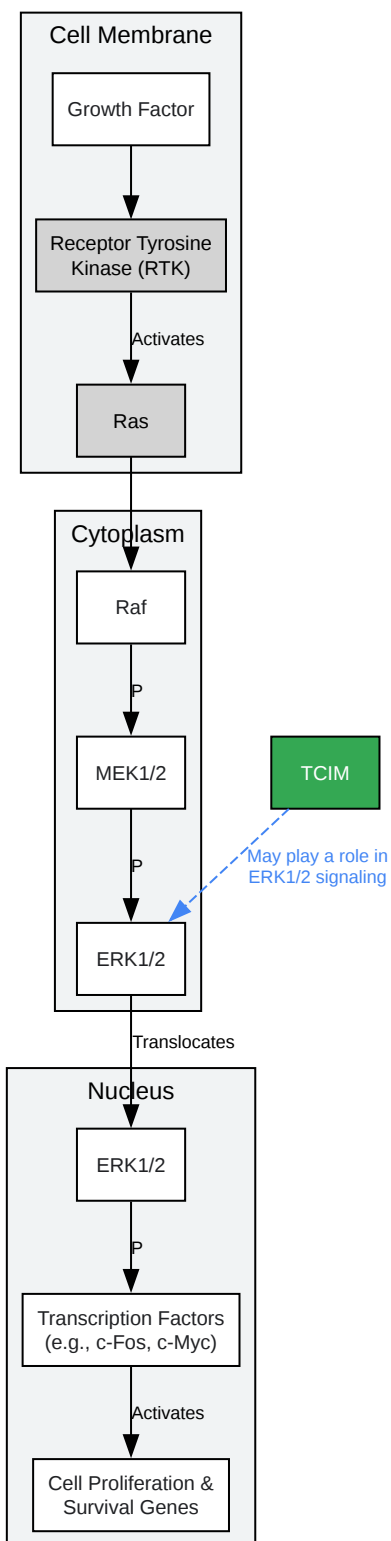 Cell Membrane
Growth Factor
Receptor Tyrosine
Kinase (RTK)
Activates
Ras
Cytoplasm
Raf
P
MEK1/2
TCIM
P
May play a role in
ERK1/2 signaling
ERK1/2
Translocates
Nucleus
ERK1/2
P
Transcription Factors
(e.g., c-Fos, c-Myc)
Activates
Cell Proliferation &
Survival Genes